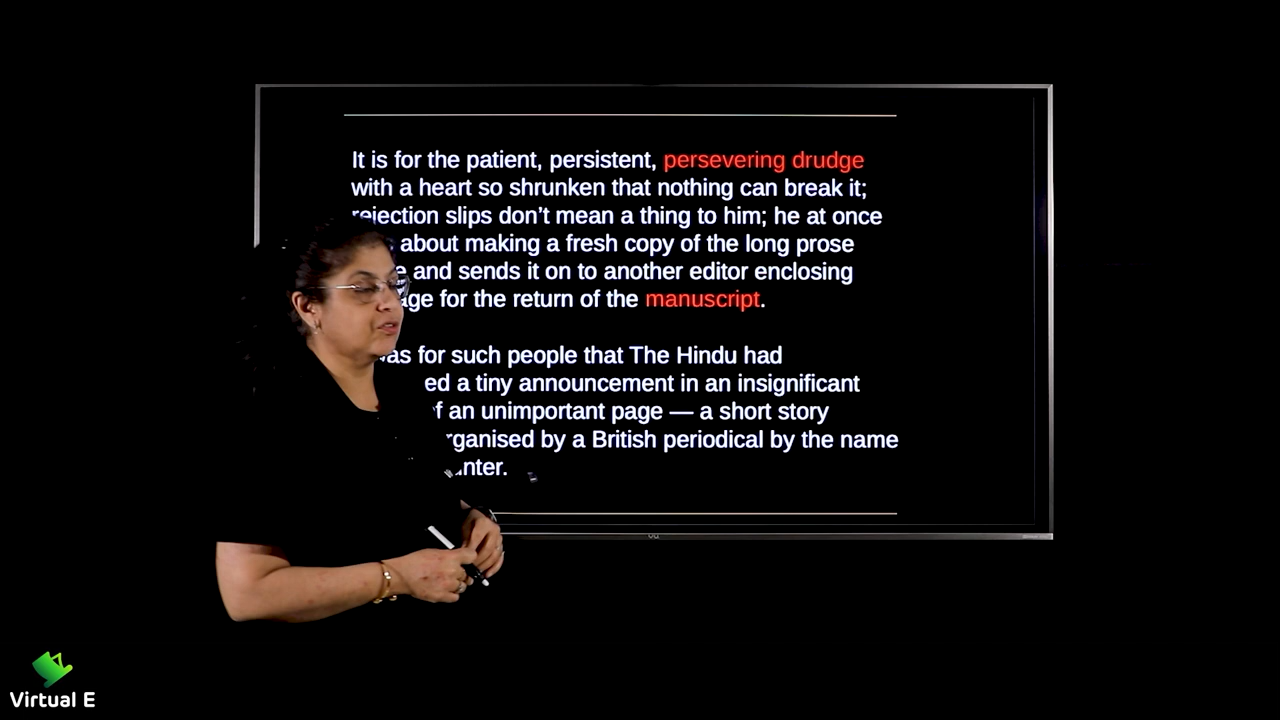 It is for the patient, persistent, persevering drudge
with a heart so shrunken that nothing can break it;
rejection slips don't mean a thing to him; he at once
about making a fresh copy of the long prose
and sends it on to another editor enclosing
for the return of the manuscript.
for such people that The Hindu had
a tiny announcement in an insignificant
an unimportant page — a short story
by a British periodical by the name
Virtual E